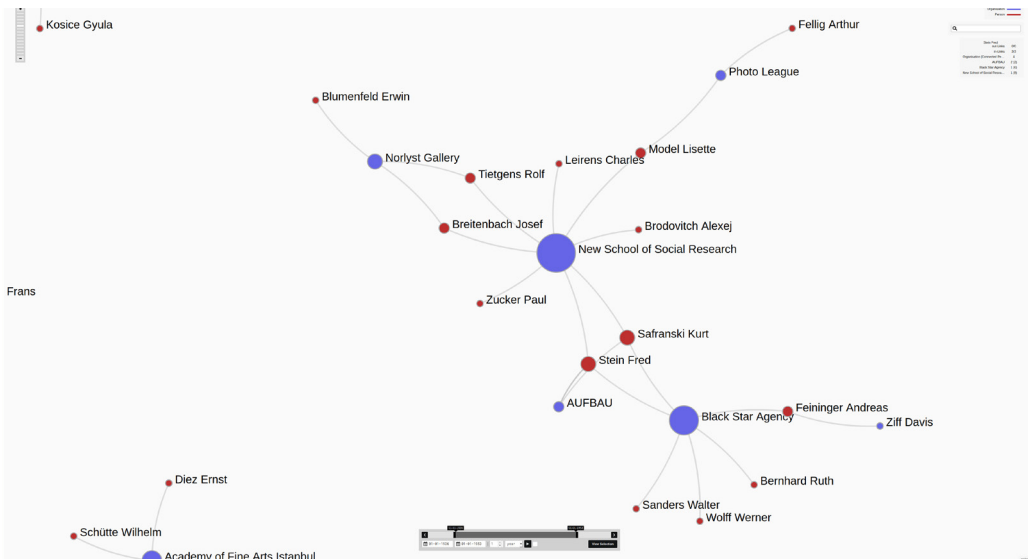 Organisation
Person
Kosice Gyula
Fellig Arthur
Photo League
Blumenfeld Erwin
Model Lisette
Leirens Charles
Norlyst Gallery
Tietgens Rolf
Breitenbach Josef
Brodovitch Alexej
New School of Social Research
Frans
Zucker Paul
Safranski Kurt
Stein Fred
AUFBAU
Feininger Andreas
Black Star Agency
Ziff Davis
Diez Ernst
Bernhard Ruth
Sanders Walter
Wolff Werner
Schütte Wilhelm
Academy of Fine Arts Istanbul